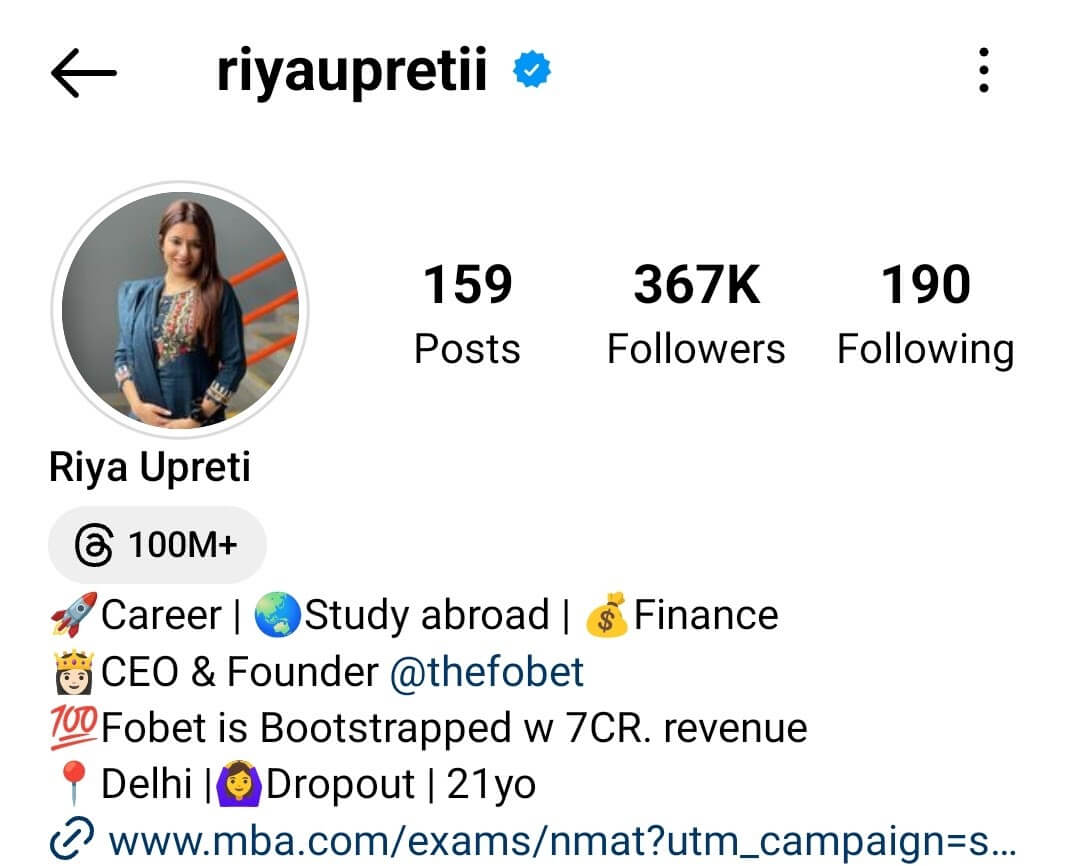 riyaupretii
159 367K 190
Posts Followers Following
Riya Upreti
100M+
🚀Career | 🌏Study abroad | 💰Finance
👸🏻CEO & Founder @thefobet
💯Fobet is Bootstrapped w 7CR. revenue
📍Delhi |🙆‍♀️Dropout | 21yo
www.mba.com/exams/nmat?utm_campaign=s...